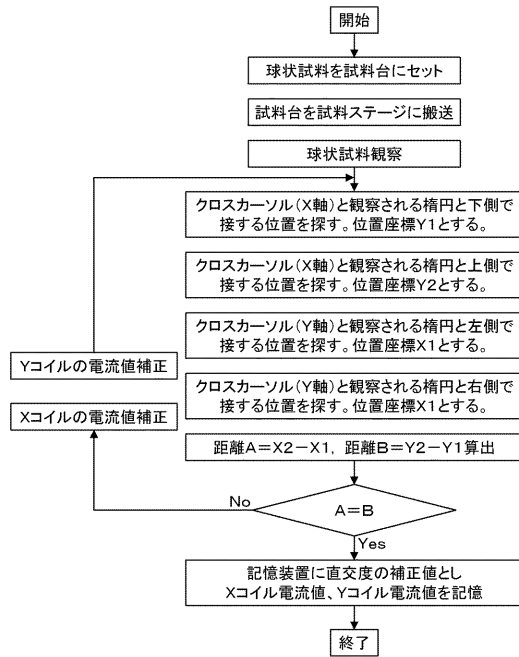 開始
球状試料を試料台にセット
試料台を試料ステージに搬送
球状試料観察
クロスカーソル（X軸）と観察される楕円と下側で
接する位置を探す。位置座標Y1とする。
クロスカーソル（X軸）と観察される楕円と上側で
接する位置を探す。位置座標Y2とする。
クロスカーソル（Y軸）と観察される楕円と左側で
接する位置を探す。位置座標X1とする。
Yコイルの電流値補正
クロスカーソル（Y軸）と観察される楕円と右側で
接する位置を探す。位置座標X1とする。
Xコイルの電流値補正
距離A＝X2－X1，距離B＝Y2－Y1算出
No
A＝B
Yes
記憶装置に直交度の補正値とし
Xコイル電流値、Yコイル電流値を記憶
終了